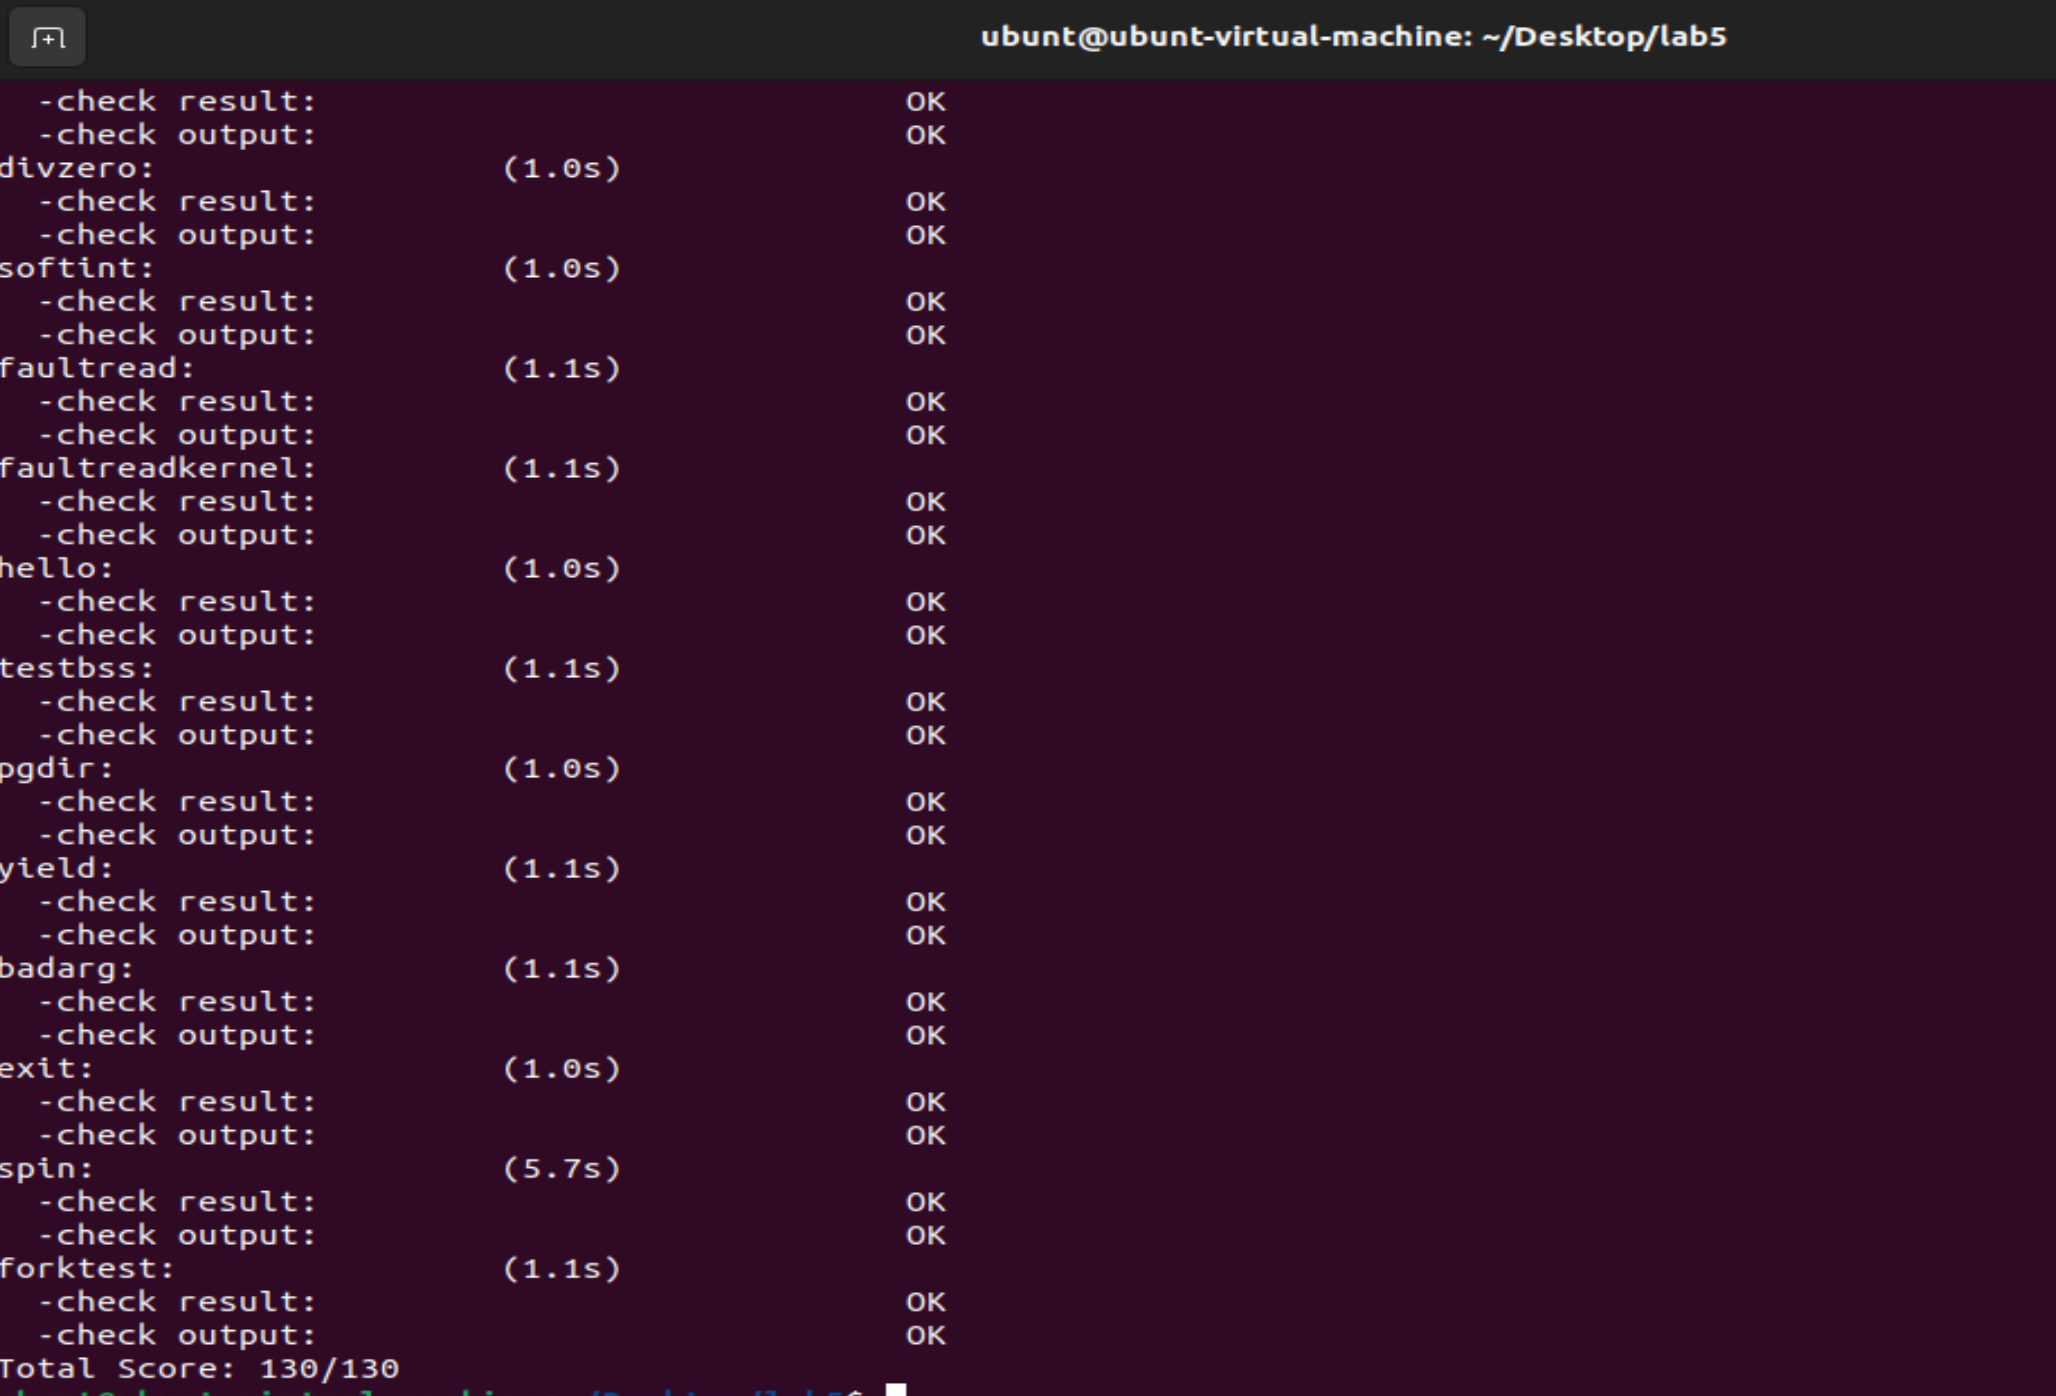 ubunt@ubunt-virtual-machine: ~/Desktop/lab5
-check result: OK
-check output: OK
divzero: (1.0s)
-check result: OK
-check output: OK
softint: (1.0s)
-check result: OK
-check output: OK
faultread: (1.1s)
-check result: OK
-check output: OK
faultreadkernel: (1.1s)
-check result: OK
-check output: OK
hello: (1.0s)
-check result: OK
-check output: OK
testbss: (1.1s)
-check result: OK
-check output: OK
pgdir: (1.0s)
-check result: OK
-check output: OK
yield: (1.1s)
-check result: OK
-check output: OK
badarg: (1.1s)
-check result: OK
-check output: OK
exit: (1.0s)
-check result: OK
-check output: OK
spin: (5.7s)
-check result: OK
-check output: OK
forktest: (1.1s)
-check result: OK
-check output: OK
Total Score: 130/130